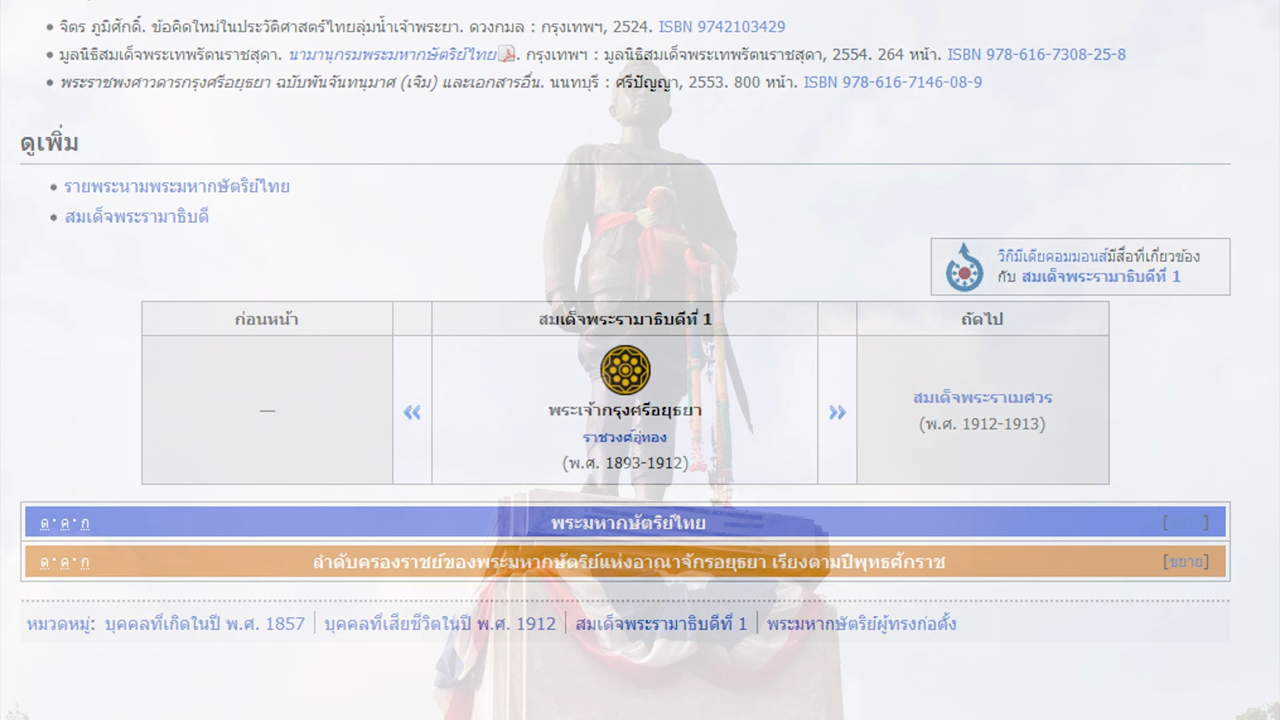 จิตร ภูมิศักดิ์. ข้อคิดใหม่ในประวัติศาสตร์ไทยลุ่มน้ำเจ้าพระยา. ดวงกมล : กรุงเทพฯ, 2524. ISBN 9742103429
มูลนิธิสมเด็จพระเทพรัตนราชสุดา. นามานุกรมพระมหากษัตริย์ไทย. กรุงเทพฯ : มูลนิธิสมเด็จพระเทพรัตนราชสุดา, 2554. 264 หน้า. ISBN 978-616-7308-25-8
พระราชพงศาวดารกรุงศรีอยุธยา ฉบับพันจันทนุมาศ (เจิม) และเอกสารอื่น. นนทบุรี : ศรีปัญญา, 2553. 800 หน้า. ISBN 978-616-7146-08-9
ดูเพิ่ม
รายพระนามพระมหากษัตริย์ไทย
สมเด็จพระรามาธิบดี
วิกิมีเดียคอมมอนส์มีสื่อที่เกี่ยวข้อง
กับ สมเด็จพระรามาธิบดีที่ 1
ก่อนหน้า สมเด็จพระรามาธิบดีที่ 1 ถัดไป
— « พระเจ้ากรุงศรีอยุธยา » สมเด็จพระราเมศวร
ราชวงศ์อู่ทอง (พ.ศ. 1912-1913)
(พ.ศ. 1893-1912)
ด · ค · ก พระมหากษัตริย์ไทย [ ]
ด · ค · ก ลำดับครองราชย์ของพระมหากษัตริย์แห่งอาณาจักรอยุธยา เรียงตามปีพุทธศักราช [ขยาย]
หมวดหมู่: บุคคลที่เกิดในปี พ.ศ. 1857 | บุคคลที่เสียชีวิตในปี พ.ศ. 1912 | สมเด็จพระรามาธิบดีที่ 1 | พระมหากษัตริย์ผู้ทรงก่อตั้ง